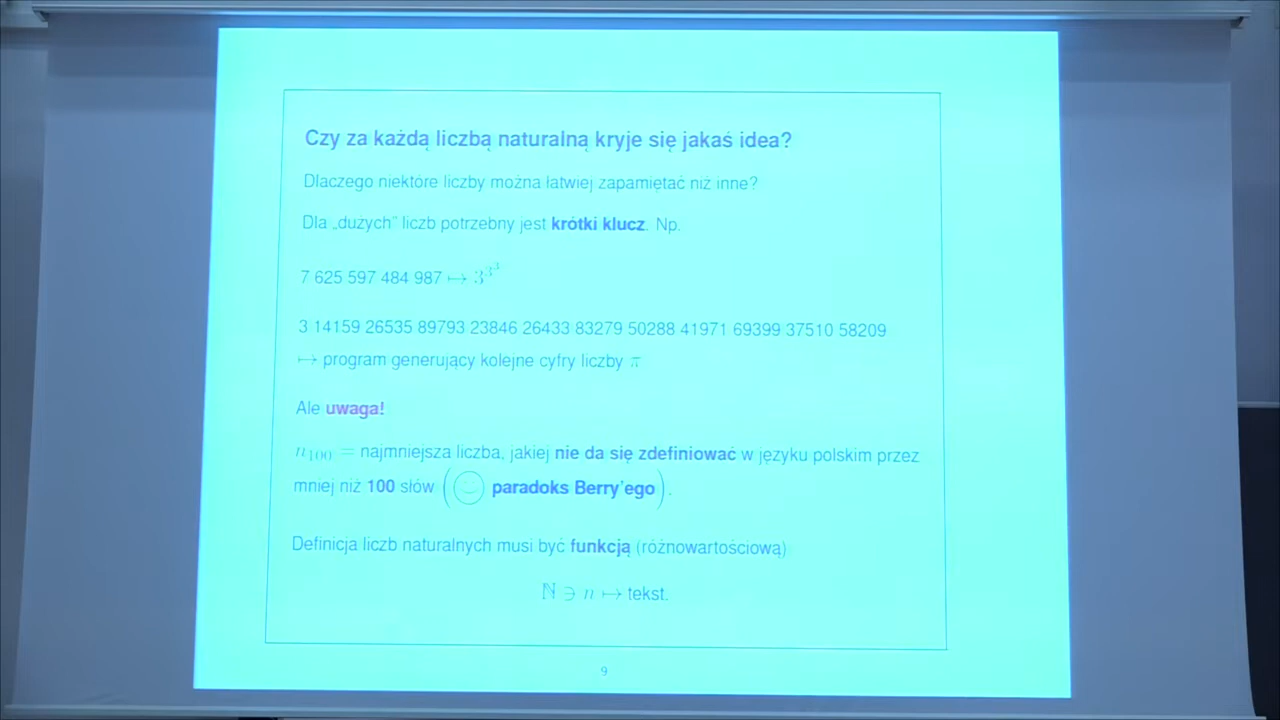 Czy za każdą liczbą naturalną kryje się jakaś idea?
Dlaczego niektóre liczby można łatwiej zapamiętać niż inne?
Dla „dużych” liczb potrzebny jest krótki klucz. Np.
7 625 597 484 987 ↦ 3^{3^3}
3 14159 26535 89793 23846 26433 83279 50288 41971 69399 37510 58209
↦ program generujący kolejne cyfry liczby π
Ale uwaga!
n_{100} = najmniejsza liczba, jakiej nie da się zdefiniować w języku polskim przez
mniej niż 100 słów (☺ paradoks Berry'ego).
Definicja liczb naturalnych musi być funkcją (różnowartościową)
ℕ ∋ n ↦ tekst.
9